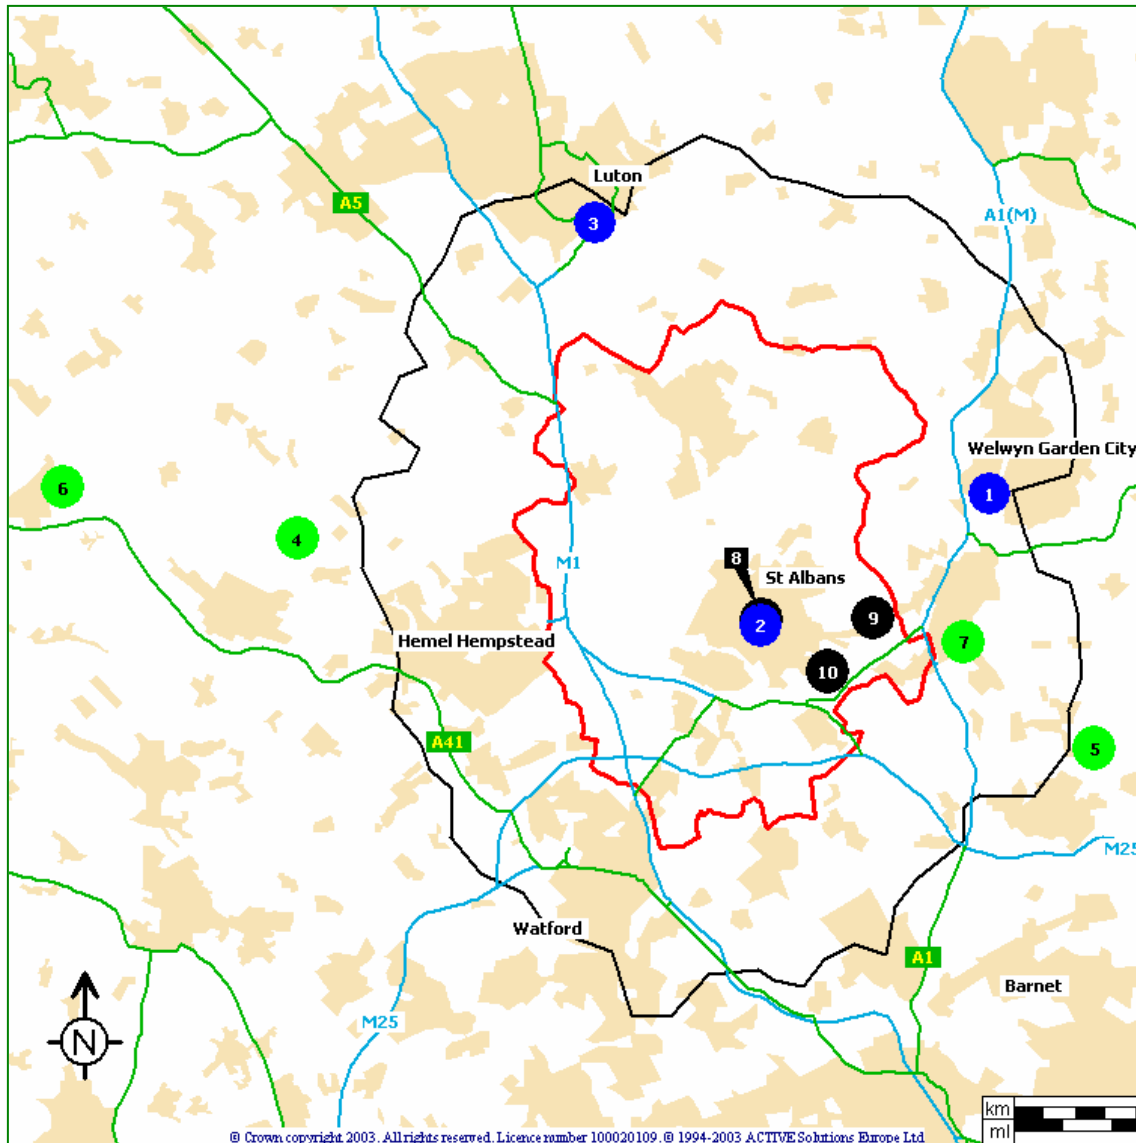 Luton
A5
3
A1(M)
Welwyn Garden City
6
1
4
8
M1
St Albans
2
9
Hemel Hempstead
7
10
A41
5
M25
Watford
A1
Barnet
M25
N
km
ml
© Crown copyright 2003. All rights reserved. Licence number 100020109. © 1994-2003 ACTIVE Solutions Europe Ltd